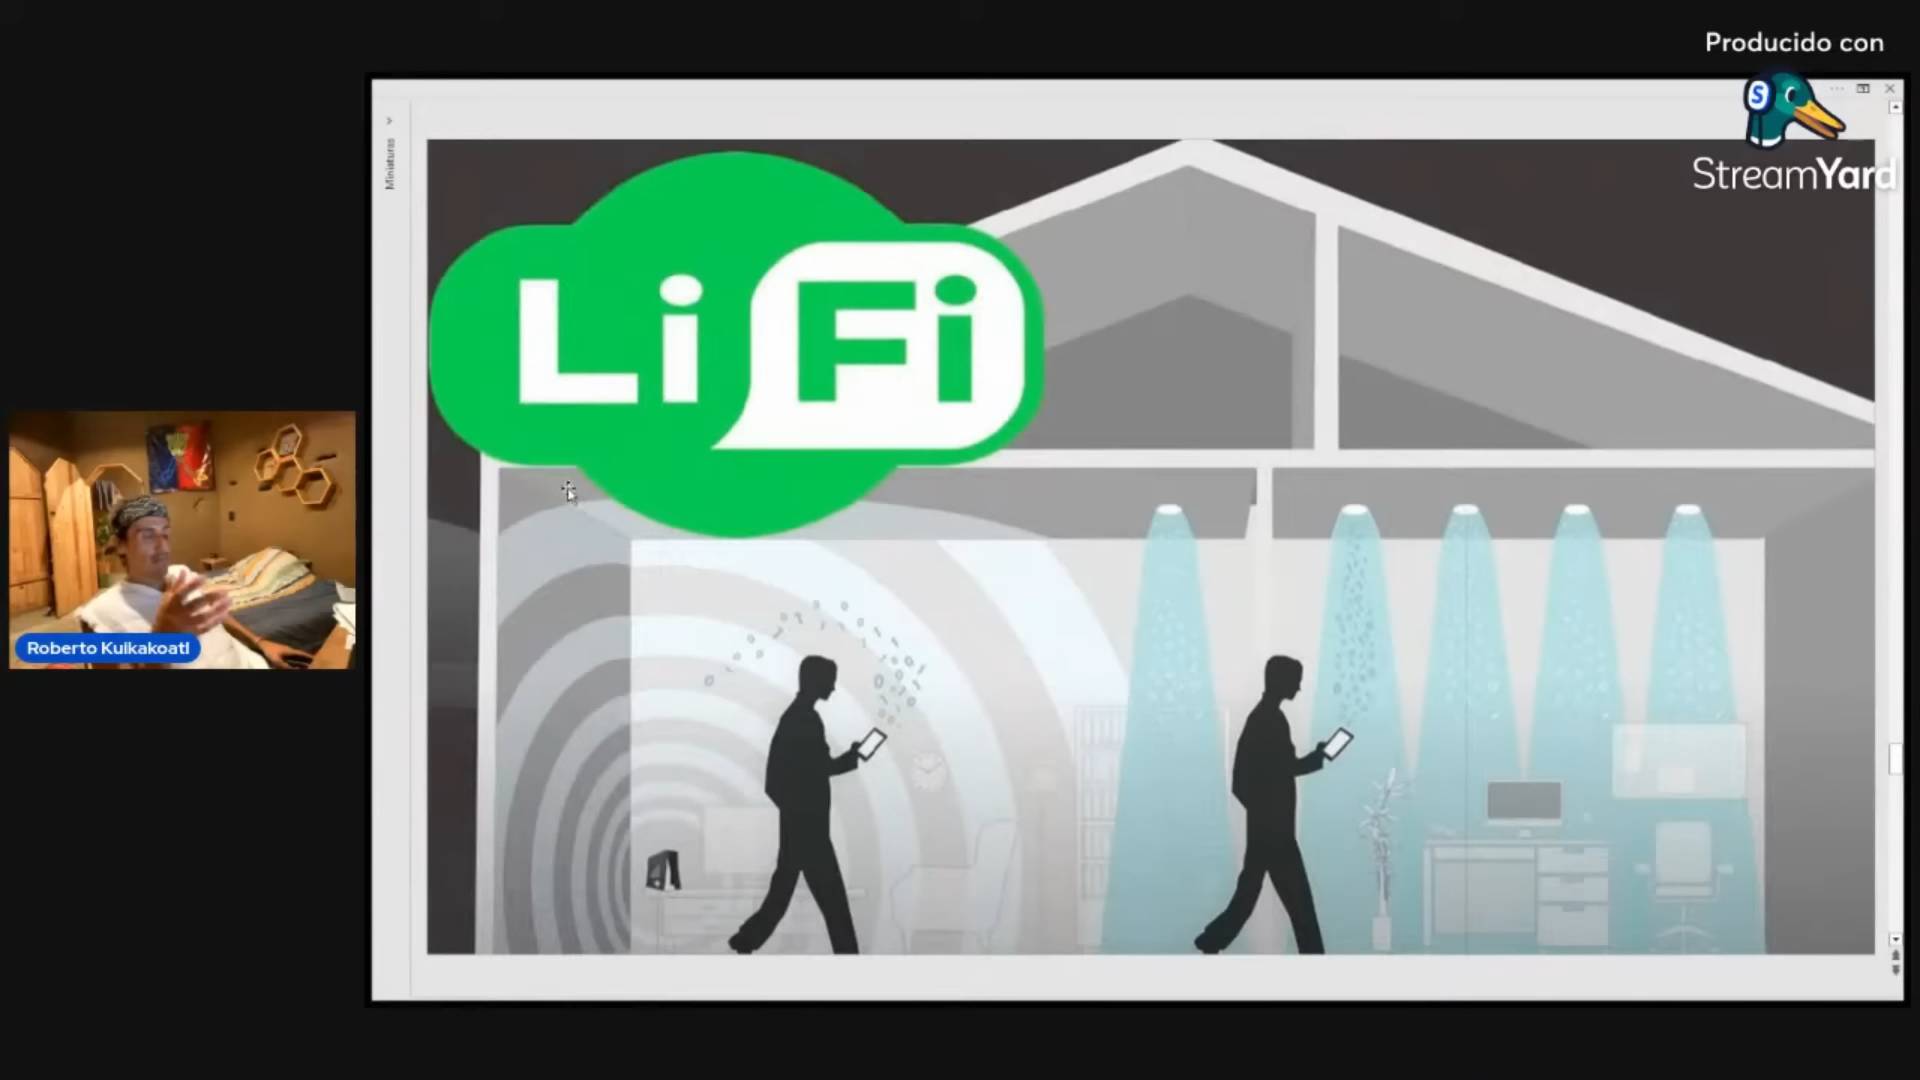 Producido con
StreamYard
Miniaturas
LiFi
Roberto Kuikakoatl